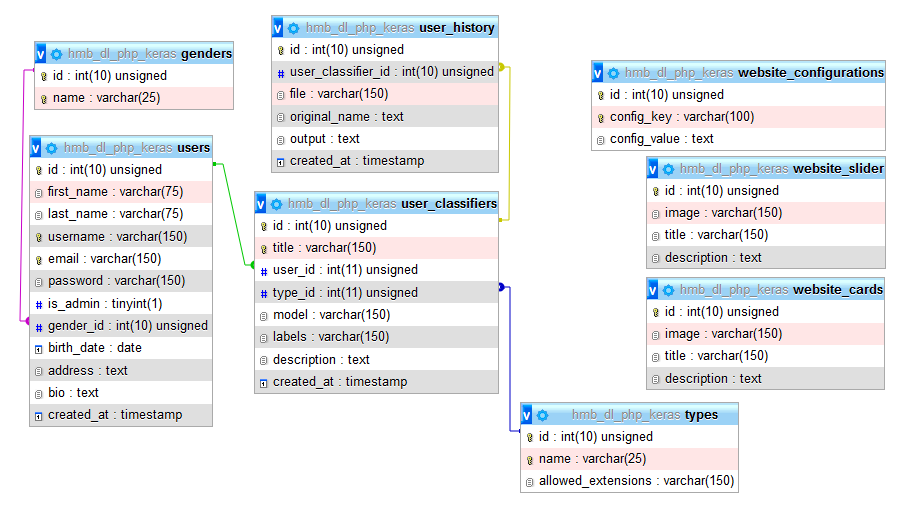 hmb_dl_php_keras genders
id : int(10) unsigned
name : varchar(25)
hmb_dl_php_keras users
id : int(10) unsigned
first_name : varchar(75)
last_name : varchar(75)
username : varchar(150)
email : varchar(150)
password : varchar(150)
is_admin : tinyint(1)
gender_id : int(10) unsigned
birth_date : date
address : text
bio : text
created_at : timestamp
hmb_dl_php_keras user_history
id : int(10) unsigned
user_classifier_id : int(10) unsigned
file : varchar(150)
original_name : text
output : text
created_at : timestamp
hmb_dl_php_keras user_classifiers
id : int(10) unsigned
title : varchar(150)
user_id : int(11) unsigned
type_id : int(11) unsigned
model : varchar(150)
labels : varchar(150)
description : text
created_at : timestamp
hmb_dl_php_keras website_configurations
id : int(10) unsigned
config_key : varchar(100)
config_value : text
hmb_dl_php_keras website_slider
id : int(10) unsigned
image : varchar(150)
title : varchar(150)
description : text
hmb_dl_php_keras website_cards
id : int(10) unsigned
image : varchar(150)
title : varchar(150)
description : text
hmb_dl_php_keras types
id : int(10) unsigned
name : varchar(25)
allowed_extensions : varchar(150)